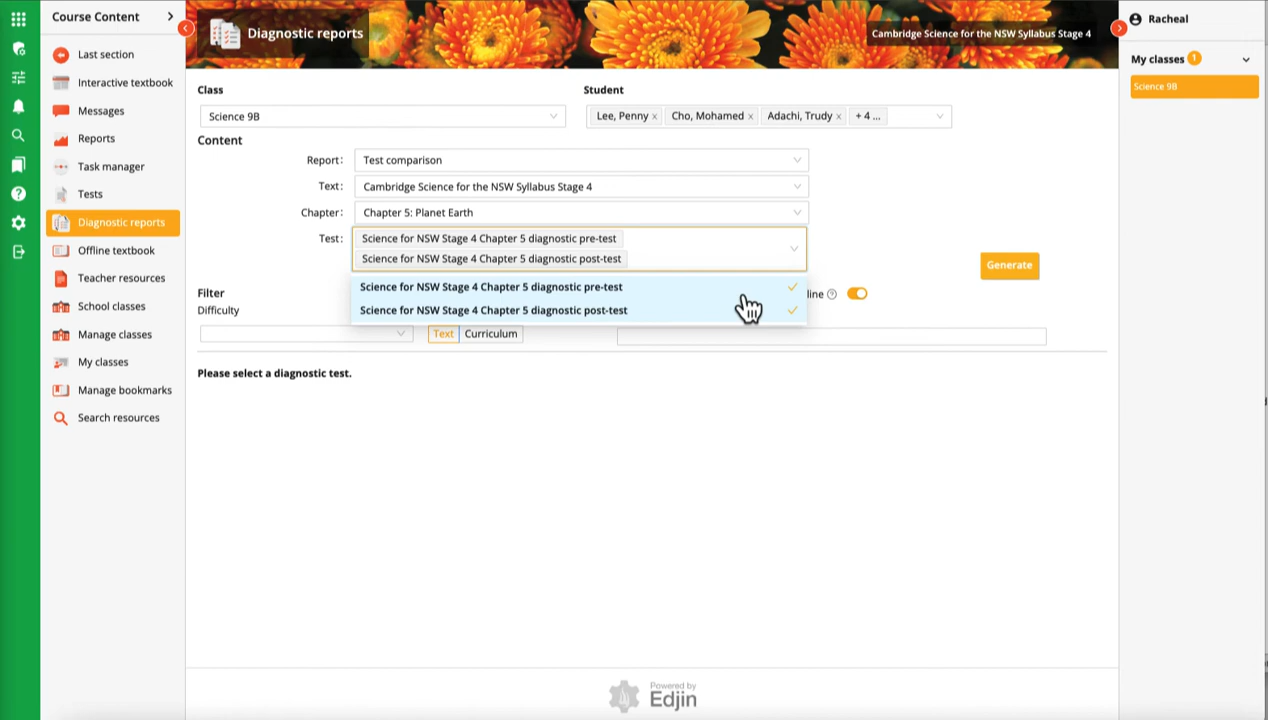 Course Content
Last section
Interactive textbook
Messages
Reports
Task manager
Tests
Diagnostic reports
Offline textbook
Teacher resources
School classes
Manage classes
My classes
Manage bookmarks
Search resources
Diagnostic reports
Cambridge Science for the NSW Syllabus Stage 4
Class
Student
Science 9B
Lee, Penny × Cho, Mohamed × Adachi, Trudy × + 4 ...
Content
Report: Test comparison
Text: Cambridge Science for the NSW Syllabus Stage 4
Chapter: Chapter 5: Planet Earth
Test: Science for NSW Stage 4 Chapter 5 diagnostic pre-test
Science for NSW Stage 4 Chapter 5 diagnostic post-test
Generate
Science for NSW Stage 4 Chapter 5 diagnostic pre-test
Science for NSW Stage 4 Chapter 5 diagnostic post-test
Filter
line
Difficulty
Text Curriculum
Please select a diagnostic test.
Powered by
Edjin
Racheal
My classes 1
Science 9B